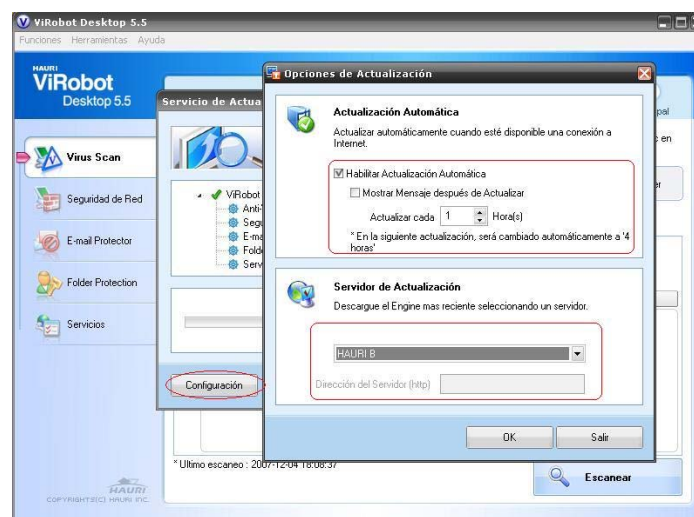 ViRobot Desktop 5.5
Funciones Herramientas Ayuda
HAURI
ViRobot
Desktop 5.5
Virus Scan
Seguridad de Red
E-mail Protector
Folder Protection
Servicios
HAURI
COPYRIGHTS(C) HAURI INC.
Servicio de Actua
ViRobot
Anti-
Segu
E-ma
Folde
Serv
Configuración
Opciones de Actualización
Actualización Automática
Actualizar automáticamente cuando esté disponible una conexión a
Internet.
Habilitar Actualización Automática
Mostrar Mensaje después de Actualizar
Actualizar cada 1 Hora(s)
* En la siguiente actualización, será cambiado automáticamente a '4
horas'
Servidor de Actualización
Descargue el Engine mas reciente seleccionando un servidor.
HAURI B
Dirección del Servidor (http)
OK Salir
pal
en
* Ultimo escaneo : 2007-12-04 18:08:37
Escanear